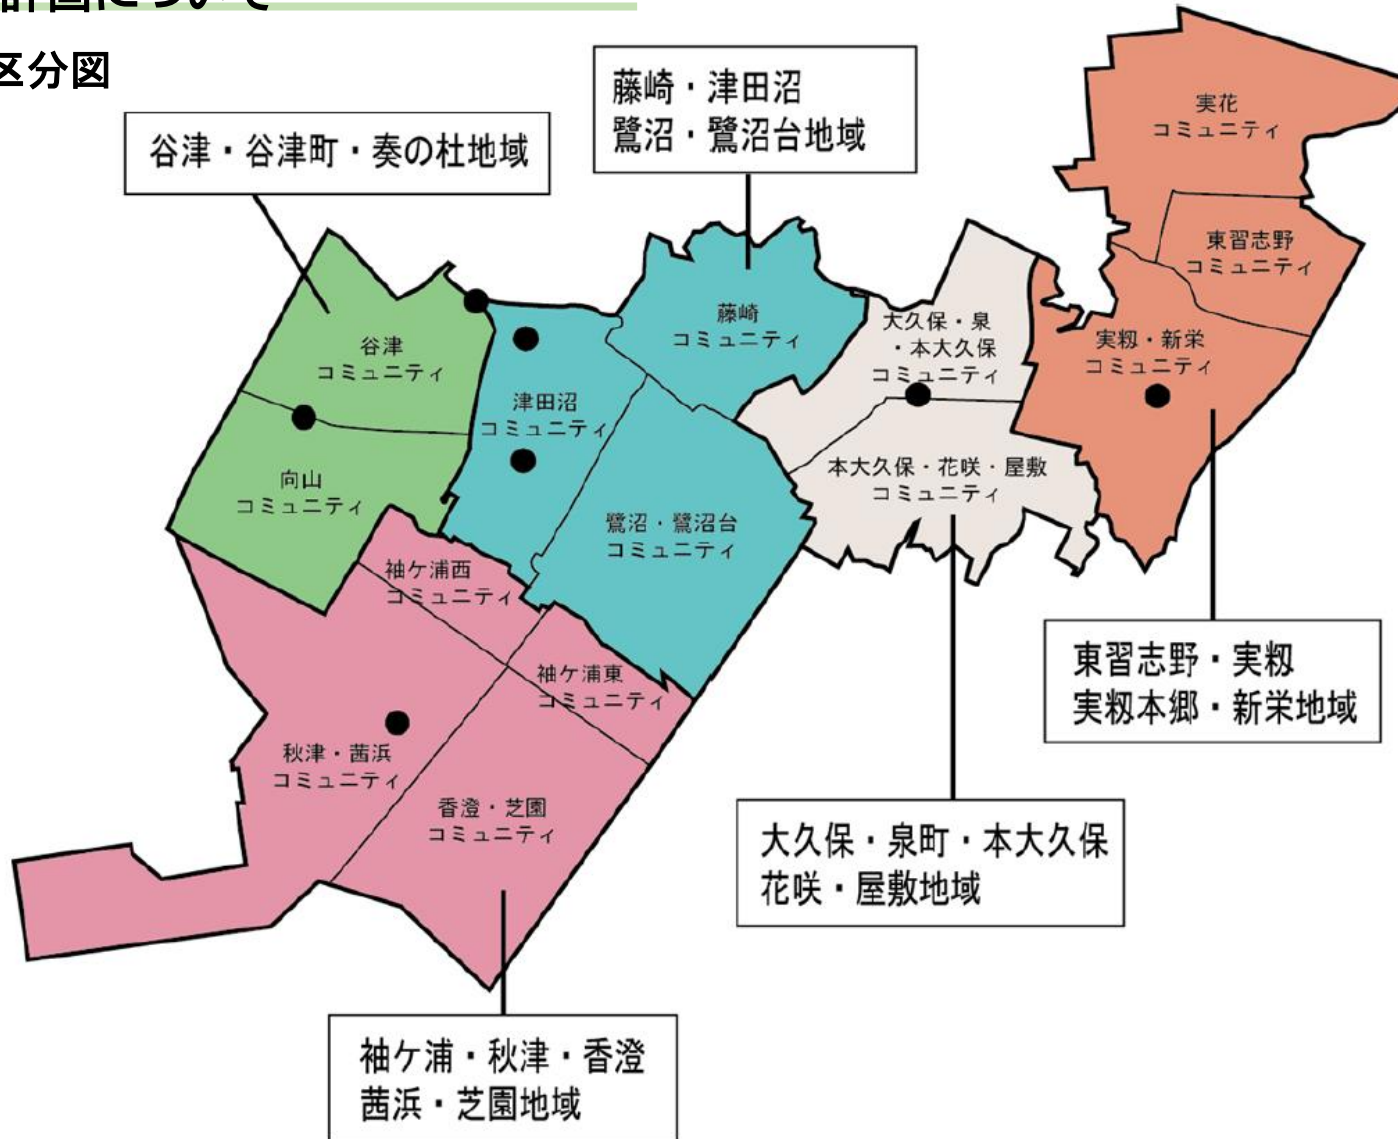 計画について
区分図
藤崎・津田沼
鷺沼・鷺沼台地域
谷津・谷津町・奏の杜地域
実花
コミュニティ
東習志野
コミュニティ
藤崎
コミュニティ
大久保・泉
・本大久保
コミュニティ
実籾・新栄
コミュニティ
谷津
コミュニティ
津田沼
コミュニティ
向山
コミュニティ
本大久保・花咲・屋敷
コミュニティ
鷺沼・鷺沼台
コミュニティ
袖ケ浦西
コミュニティ
袖ケ浦東
コミュニティ
秋津・茜浜
コミュニティ
香澄・芝園
コミュニティ
東習志野・実籾
実籾本郷・新栄地域
大久保・泉町・本大久保
花咲・屋敷地域
袖ケ浦・秋津・香澄
茜浜・芝園地域